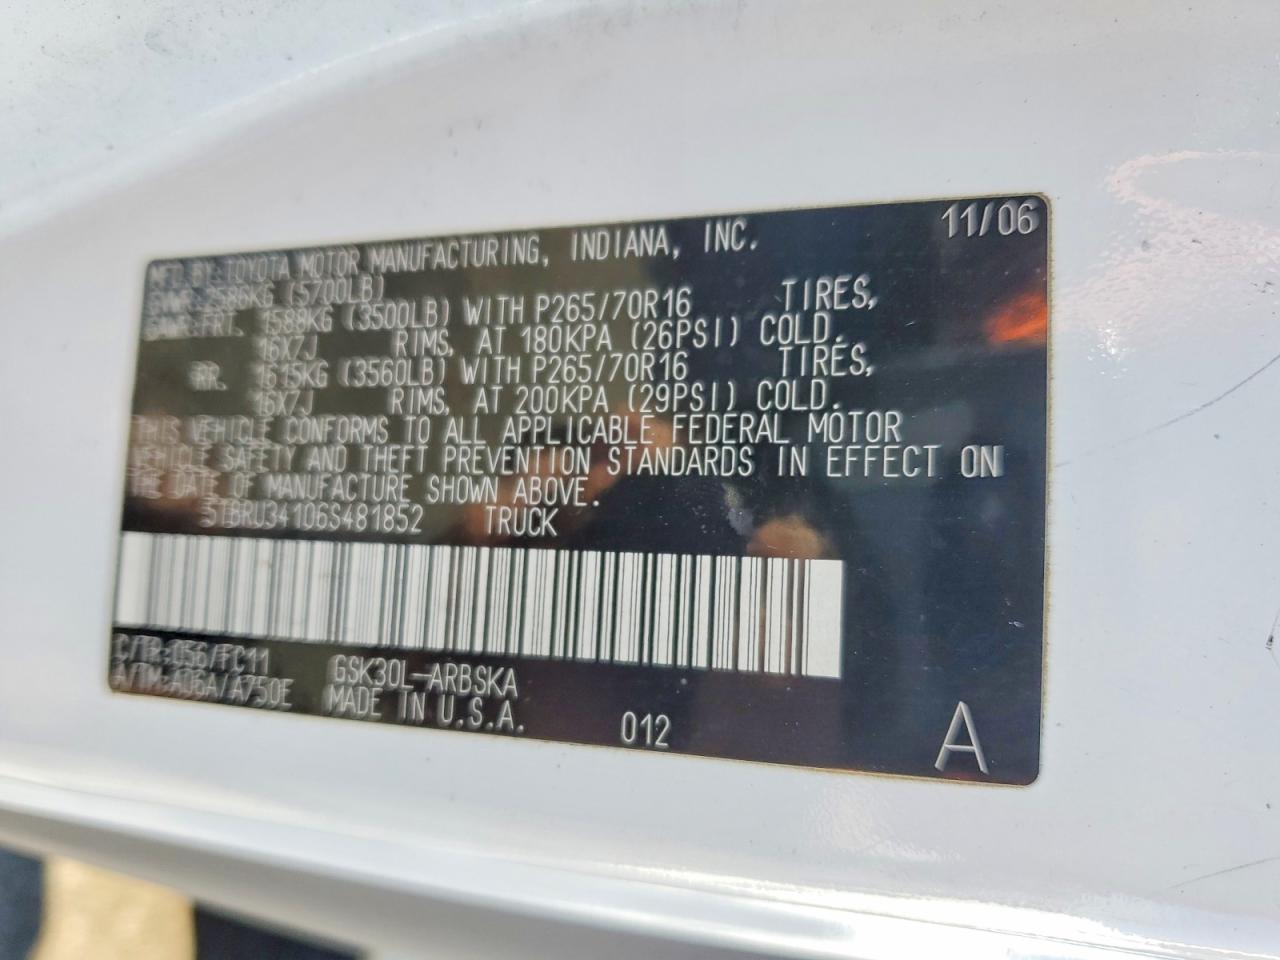 MFD BY: TOYOTA MOTOR MANUFACTURING, INDIANA, INC. 11/06
GVWR: 2586KG (5700LB)
GAWR: FRT. 1588KG (3500LB) WITH P265/70R16 TIRES,
16X7J RIMS, AT 180KPA (26PSI) COLD.
RR. 1615KG (3560LB) WITH P265/70R16 TIRES,
16X7J RIMS, AT 200KPA (29PSI) COLD.
THIS VEHICLE CONFORMS TO ALL APPLICABLE FEDERAL MOTOR
VEHICLE SAFETY AND THEFT PREVENTION STANDARDS IN EFFECT ON
THE DATE OF MANUFACTURE SHOWN ABOVE.
5TBRU34106S481852 TRUCK
C/TR: 056/FC11 GSK30L-ARBSKA
A/TM: A06A/A750E MADE IN U.S.A.
012
A